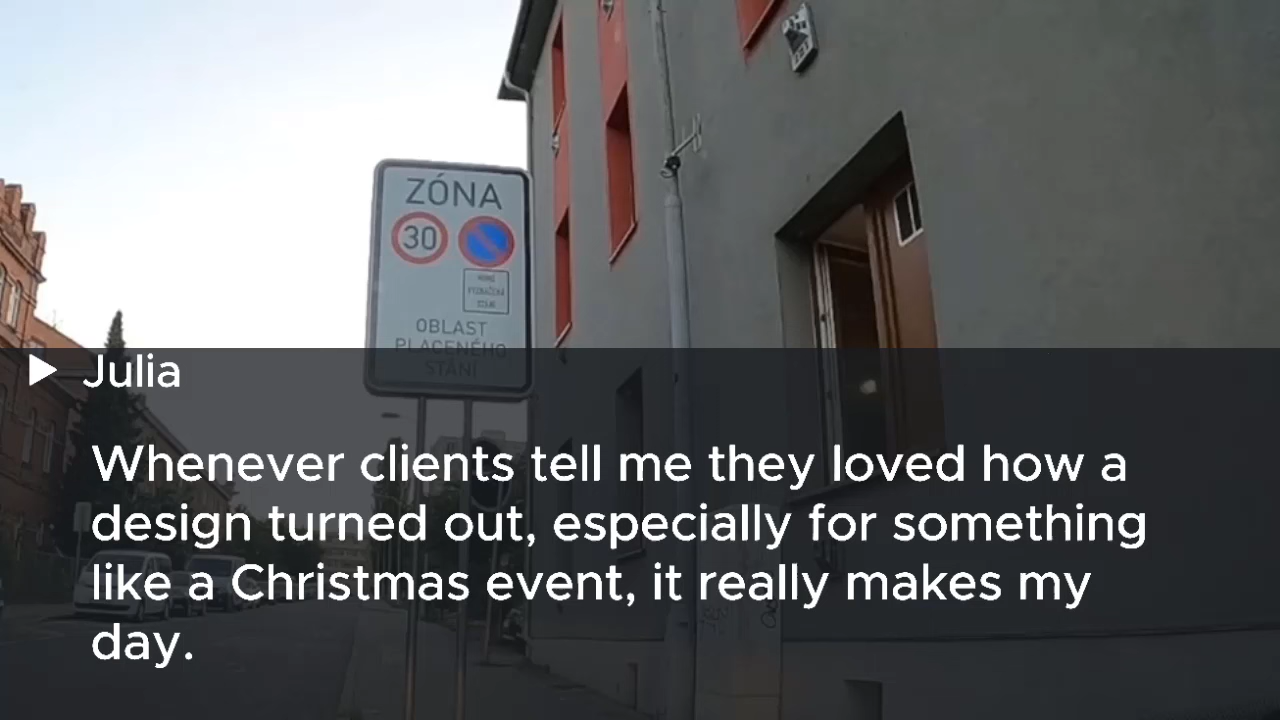 ZÓNA
30
OBLAST
PLACENÉHO
STÁNÍ
Julia
Whenever clients tell me they loved how a
design turned out, especially for something
like a Christmas event, it really makes my
day.